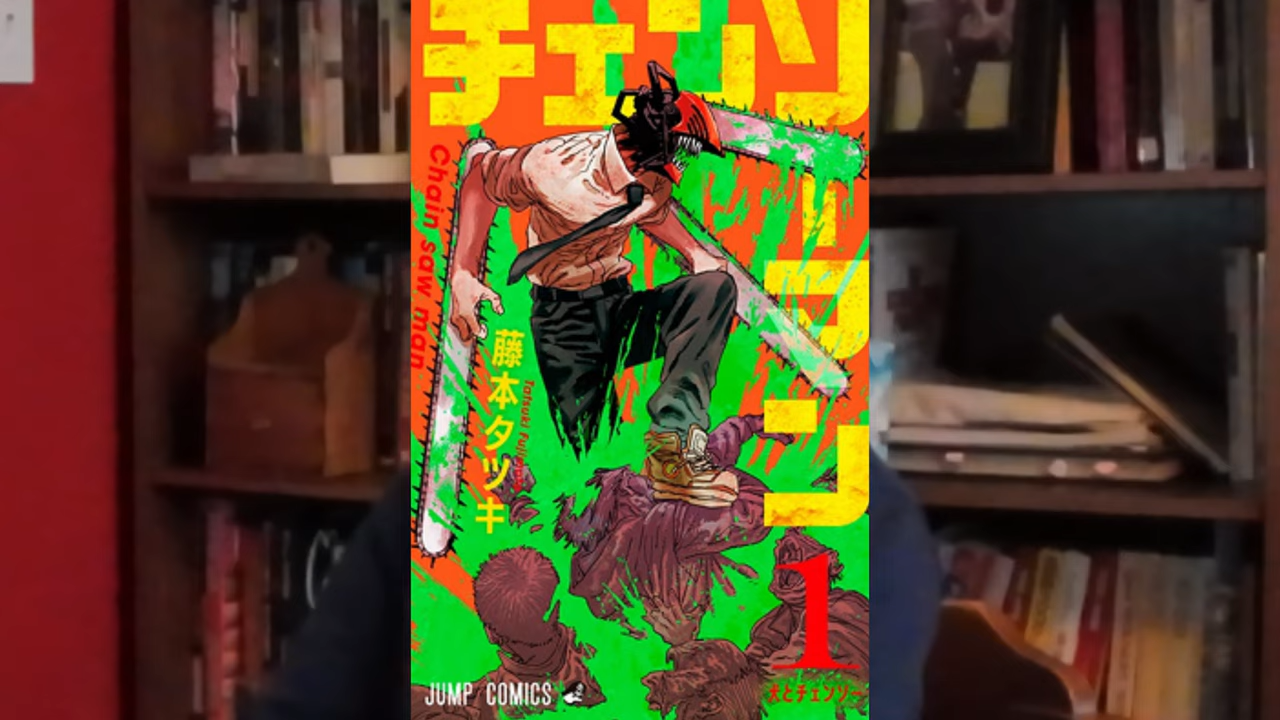 チェンソ
ーマン
Chain saw man
藤本タツキ
Tatsuki Fujimoto
1
犬とチェンソー
JUMP COMICS